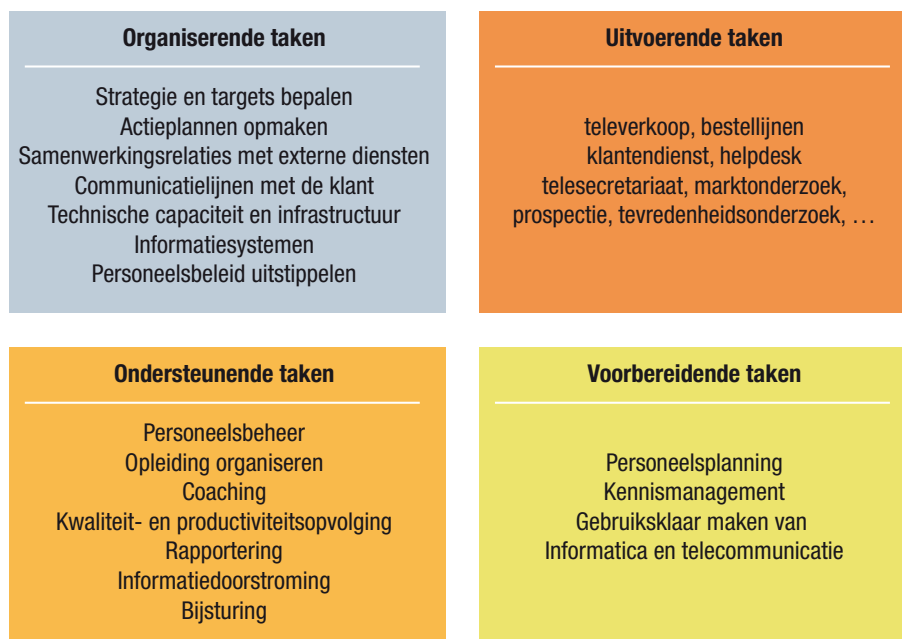 Organiserende taken
Strategie en targets bepalen
Actieplannen opmaken
Samenwerkingsrelaties met externe diensten
Communicatielijnen met de klant
Technische capaciteit en infrastructuur
Informatiesystemen
Personeelsbeleid uitstippelen
Uitvoerende taken
televerkoop, bestellijnen
klantendienst, helpdesk
telesecretariaat, marktonderzoek,
prospectie, tevredenheidsonderzoek, …
Ondersteunende taken
Personeelsbeheer
Opleiding organiseren
Coaching
Kwaliteit- en productiviteitsopvolging
Rapportering
Informatiedoorstroming
Bijsturing
Voorbereidende taken
Personeelsplanning
Kennismanagement
Gebruiksklaar maken van
Informatica en telecommunicatie